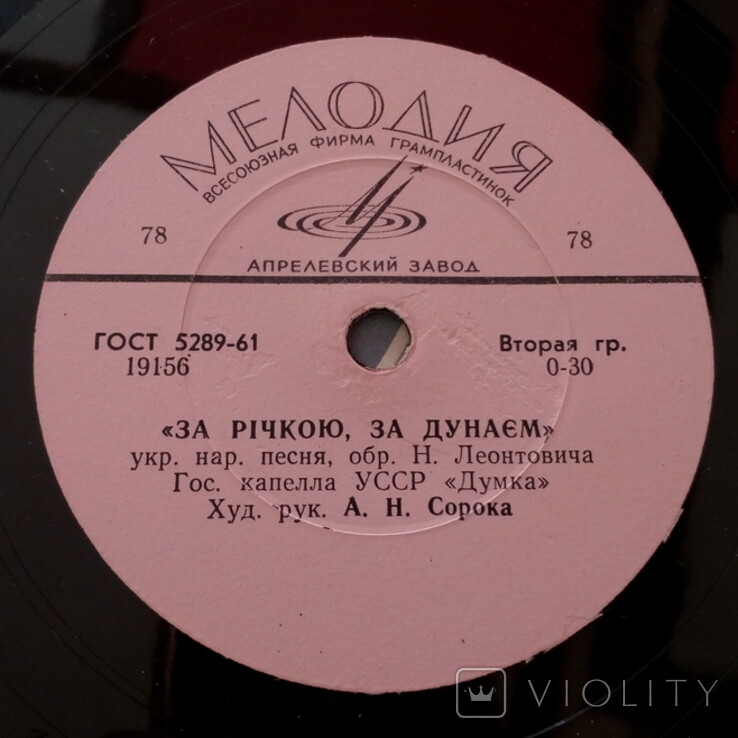 МЕЛОДИЯ
ВСЕСОЮЗНАЯ ФИРМА ГРАМПЛАСТИНОК
78 78
АПРЕЛЕВСКИЙ ЗАВОД
ГОСТ 5289-61 Вторая гр.
19156 0-30
«ЗА РІЧКОЮ, ЗА ДУНАЄМ»
укр. нар. песня, обр. Н. Леонтовича
Гос. капелла УССР «Думка»
Худ. рук. А. Н. Сорока
VIOLITY